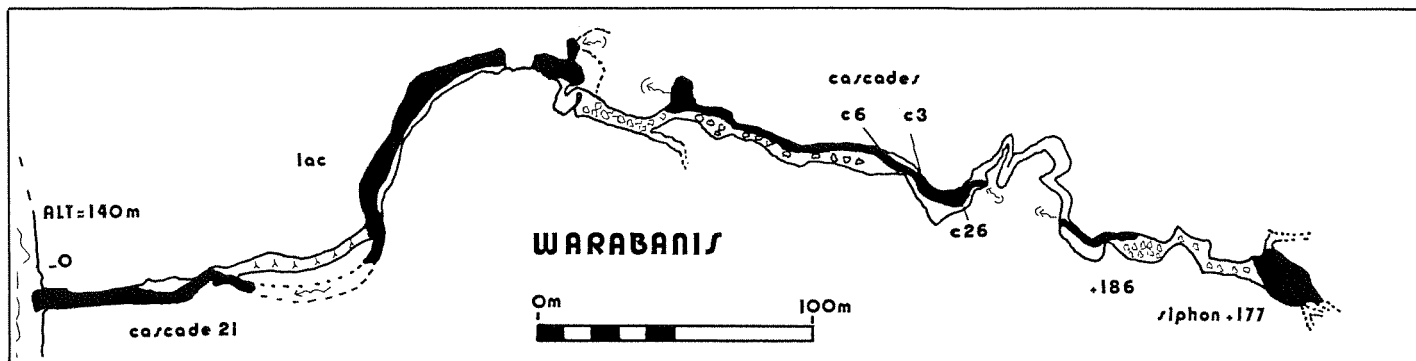 cascades
c6
c3
lac
ALT=140m
-0
WARABANIS
c26
+186
siphon +177
0m
100m
cascade 21